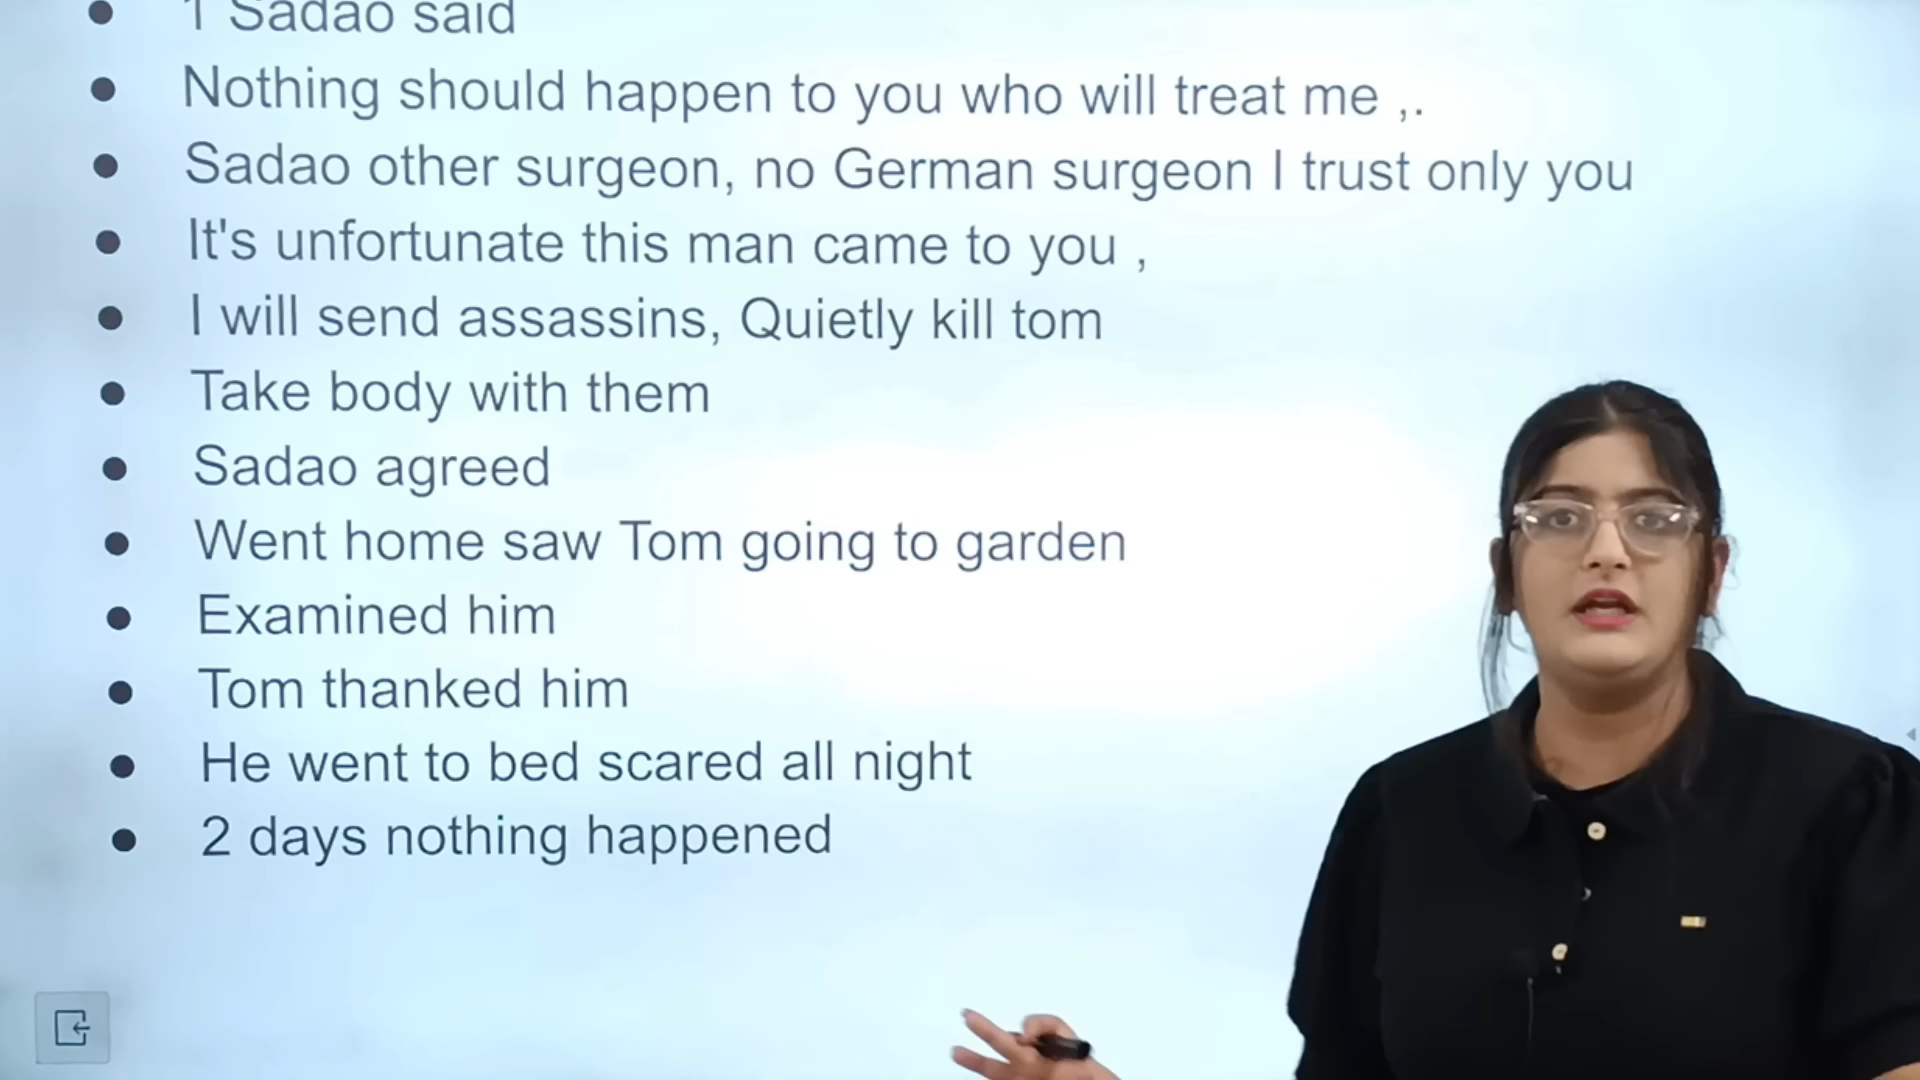 1 Sadao said
Nothing should happen to you who will treat me ,.
Sadao other surgeon, no German surgeon I trust only you
It's unfortunate this man came to you ,
I will send assassins, Quietly kill tom
Take body with them
Sadao agreed
Went home saw Tom going to garden
Examined him
Tom thanked him
He went to bed scared all night
2 days nothing happened